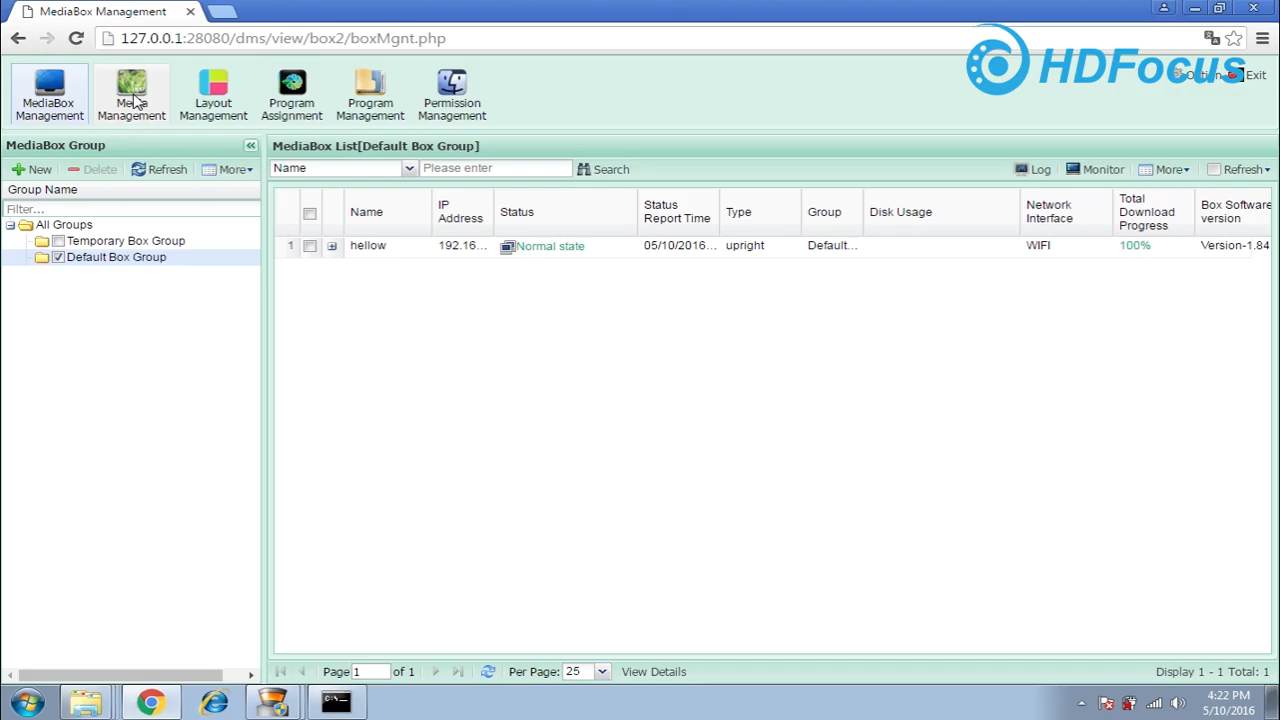 MediaBox Management
127.0.0.1:28080/dms/view/box2/boxMgnt.php
HDFocus
Option
Exit
MediaBox Management
Media Management
Layout Management
Program Assignment
Program Management
Permission Management
MediaBox Group
New
Delete
Refresh
More
Group Name
Filter...
All Groups
Temporary Box Group
Default Box Group
MediaBox List[Default Box Group]
Name
Please enter
Search
Log
Monitor
More
Refresh
Name
IP Address
Status
Status Report Time
Type
Group
Disk Usage
Network Interface
Total Download Progress
Box Software version
1
hellow
192.16...
Normal state
05/10/2016...
upright
Default...
WIFI
100%
Version-1.84
Page 1 of 1
Per Page: 25
View Details
Display 1 - 1 Total: 1
C:\
4:22 PM
5/10/2016